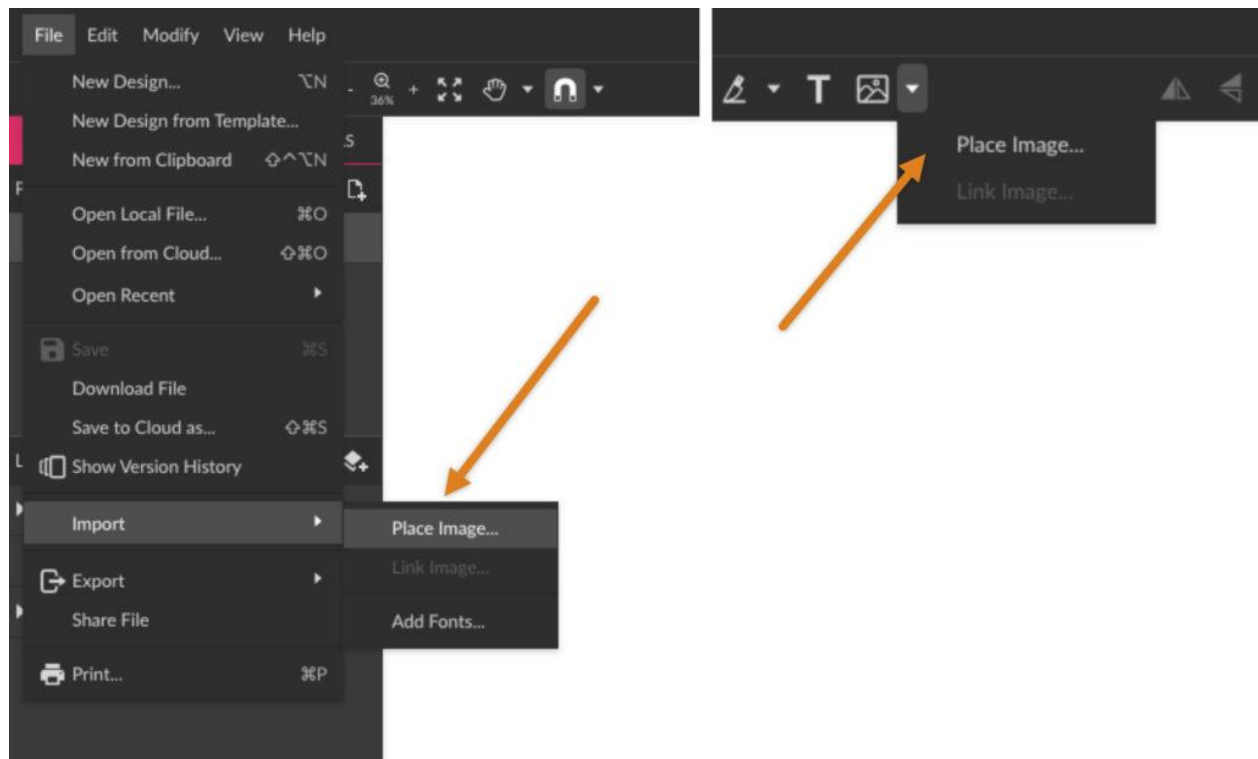 File Edit Modify View Help
New Design... ⌥N
- 36% +
New Design from Template...
New from Clipboard ⇧^⌥N
Open Local File... ⌘O
Open from Cloud... ⇧⌘O
Open Recent
Save ⌘S
Download File
Save to Cloud as... ⇧⌘S
Show Version History
Import
Place Image...
Link Image...
Add Fonts...
Export
Share File
Print... ⌘P
T
Place Image...
Link Image...